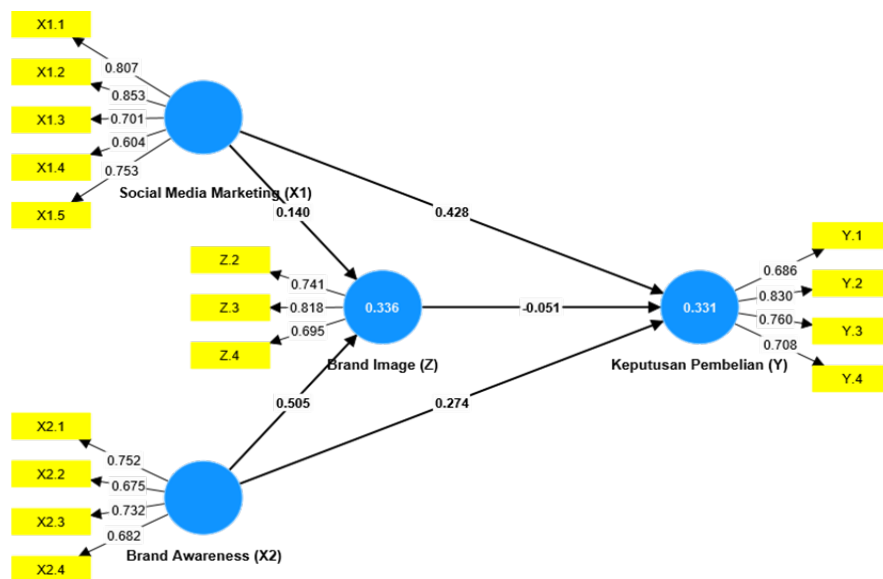 X1.1
0.807
X1.2
0.853
X1.3
0.701
X1.4
0.604
0.753
X1.5
Social Media Marketing (X1)
0.140
0.428
Z.2
0.741
Z.3
0.818
0.695
Z.4
0.336
Brand Image (Z)
-0.051
0.331
Keputusan Pembelian (Y)
Y.1
0.686
Y.2
0.830
0.760
Y.3
0.708
Y.4
0.505
0.274
X2.1
0.752
X2.2
0.675
X2.3
0.732
0.682
X2.4
Brand Awareness (X2)